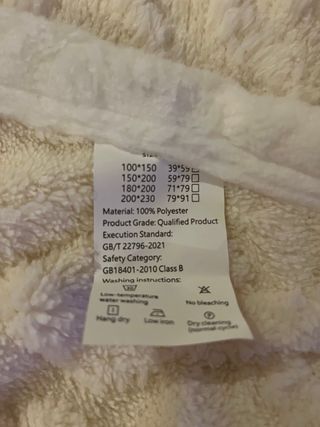 SIZE
100*150 39*59
150*200 59*79
180*200 71*79
200*230 79*91
Material: 100% Polyester
Product Grade: Qualified Product
Execution Standard:
GB/T 22796-2021
Safety Category:
GB18401-2010 Class B
Washing instructions:
Low-temperature water washing
No bleaching
Hang dry
Low iron
Dry cleaning (normal cycle)